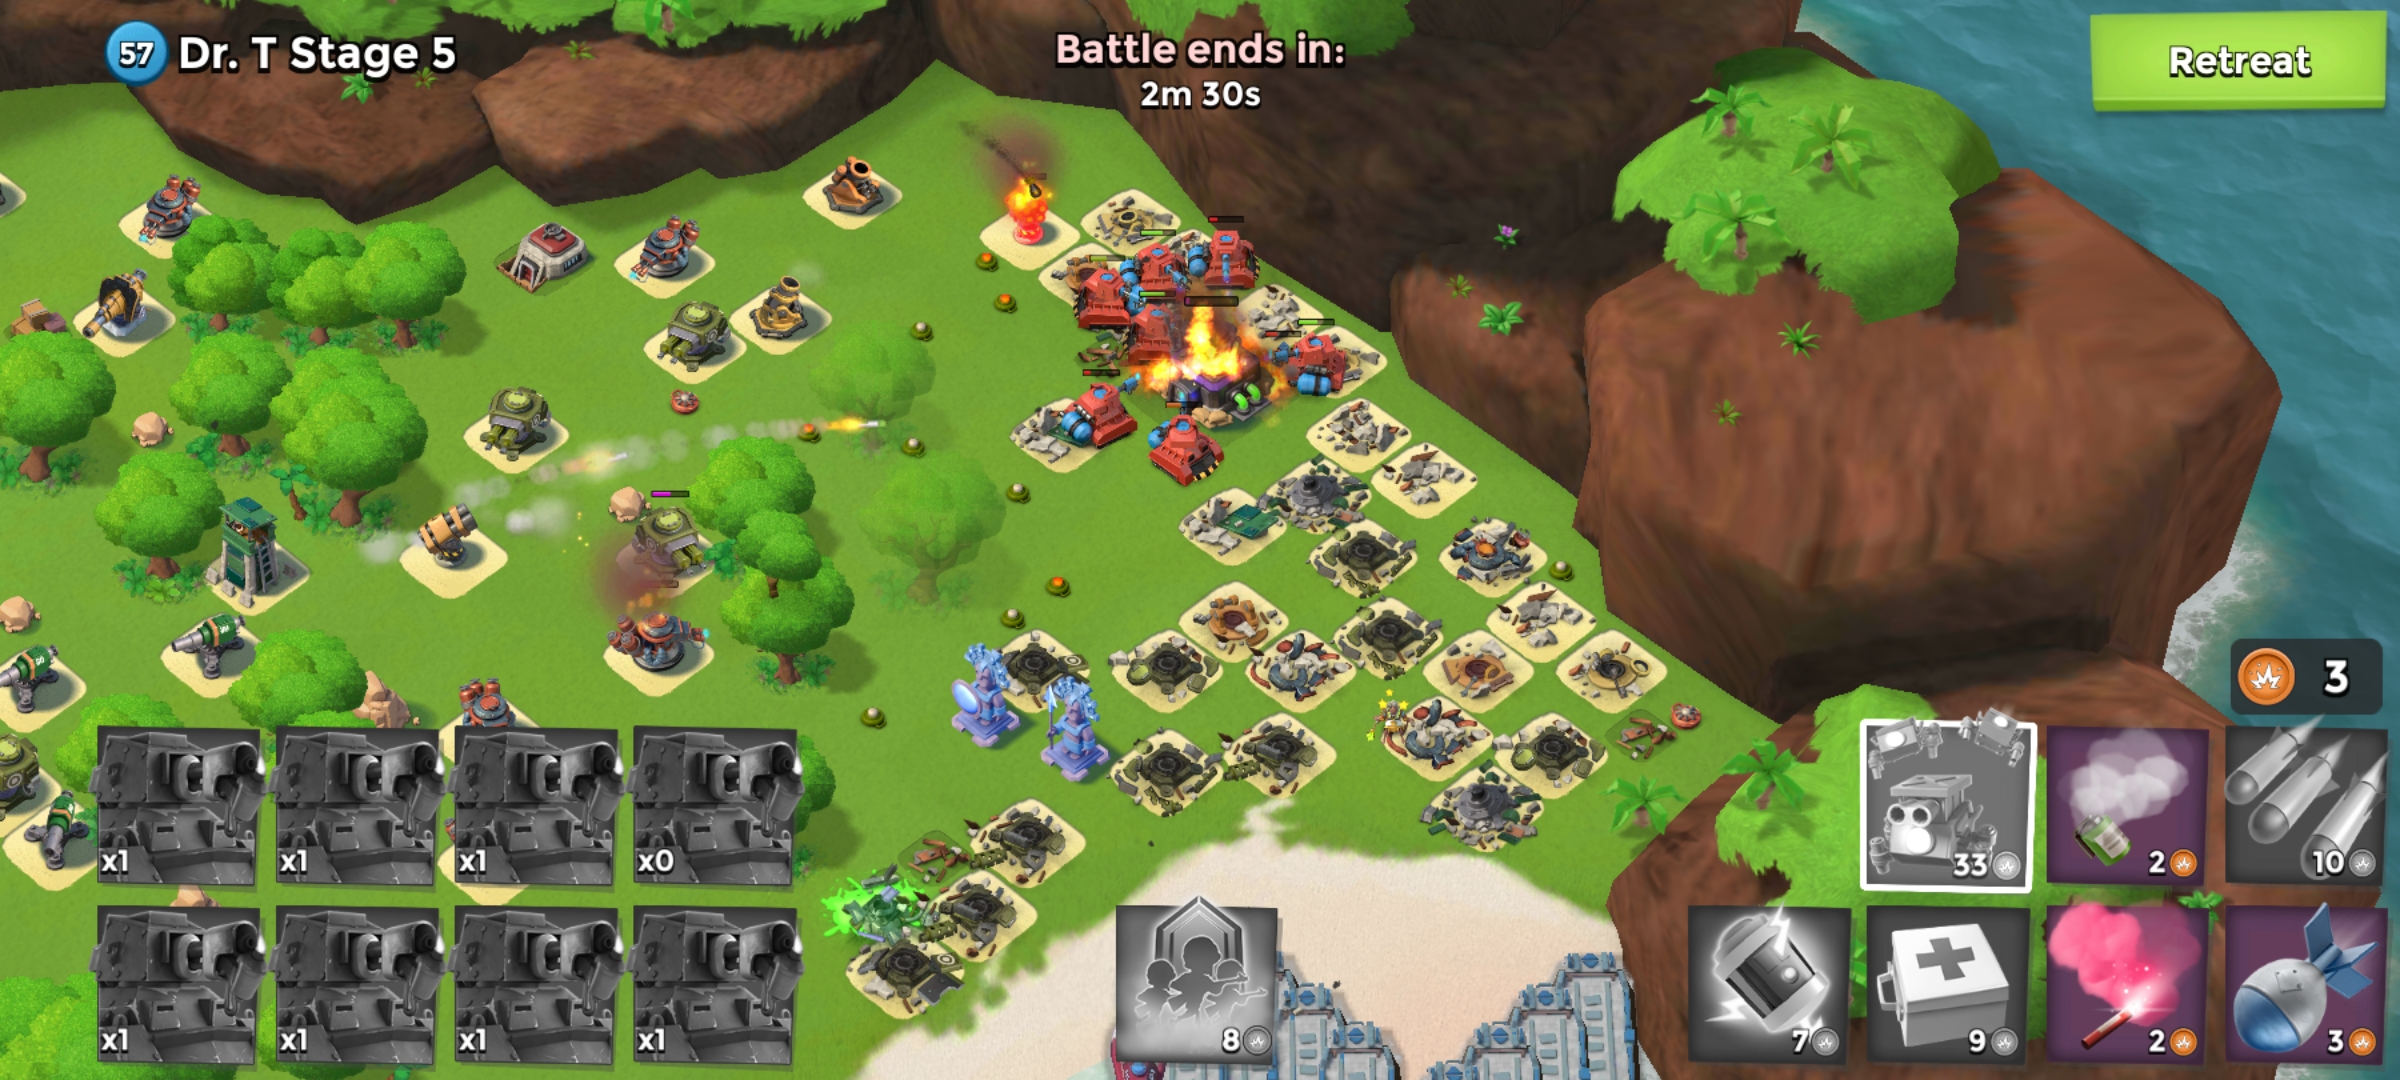 57 Dr. T Stage 5
Battle ends in:
2m 30s
Retreat
3
x1 x1 x1 x0
33 2 10
x1 x1 x1 x1
8 7 9 2 3